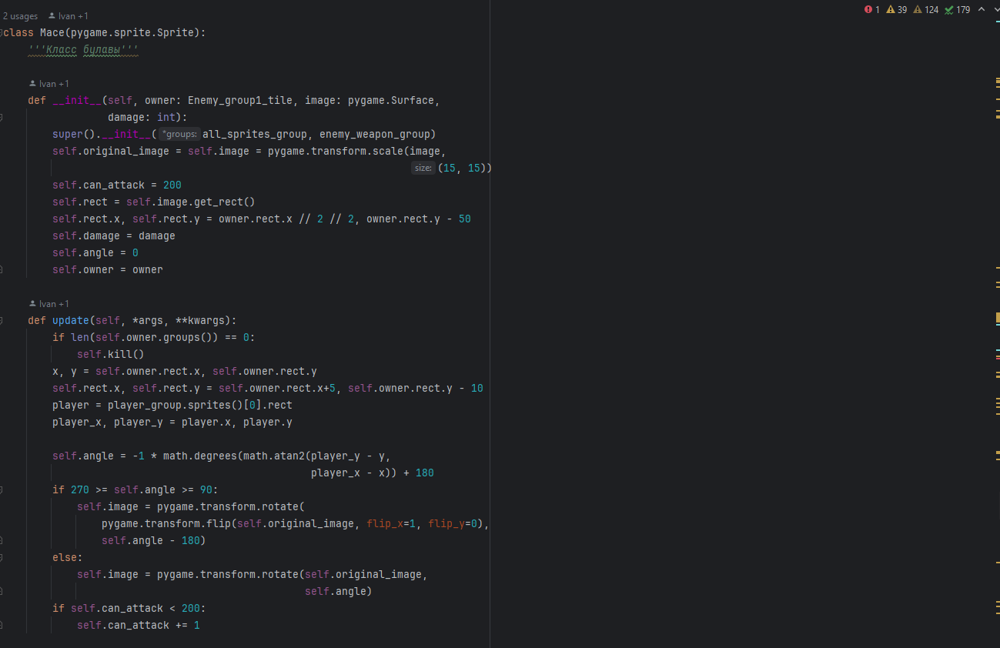 2 usages   Ivan +1   1   39   124   179
class Mace(pygame.sprite.Sprite):
    '''Класс булавы'''
    Ivan +1
    def __init__(self, owner: Enemy_group1_tile, image: pygame.Surface,
                 damage: int):
        super().__init__( *groups: all_sprites_group, enemy_weapon_group)
        self.original_image = self.image = pygame.transform.scale(image,
                                                                  size: (15, 15))
        self.can_attack = 200
        self.rect = self.image.get_rect()
        self.rect.x, self.rect.y = owner.rect.x // 2 // 2, owner.rect.y - 50
        self.damage = damage
        self.angle = 0
        self.owner = owner
    Ivan +1
    def update(self, *args, **kwargs):
        if len(self.owner.groups()) == 0:
            self.kill()
        x, y = self.owner.rect.x, self.owner.rect.y
        self.rect.x, self.rect.y = self.owner.rect.x+5, self.owner.rect.y - 10
        player = player_group.sprites()[0].rect
        player_x, player_y = player.x, player.y
        self.angle = -1 * math.degrees(math.atan2(player_y - y,
                                                  player_x - x)) + 180
        if 270 >= self.angle >= 90:
            self.image = pygame.transform.rotate(
                pygame.transform.flip(self.original_image, flip_x=1, flip_y=0),
                self.angle - 180)
        else:
            self.image = pygame.transform.rotate(self.original_image,
                                                 self.angle)
        if self.can_attack < 200:
            self.can_attack += 1